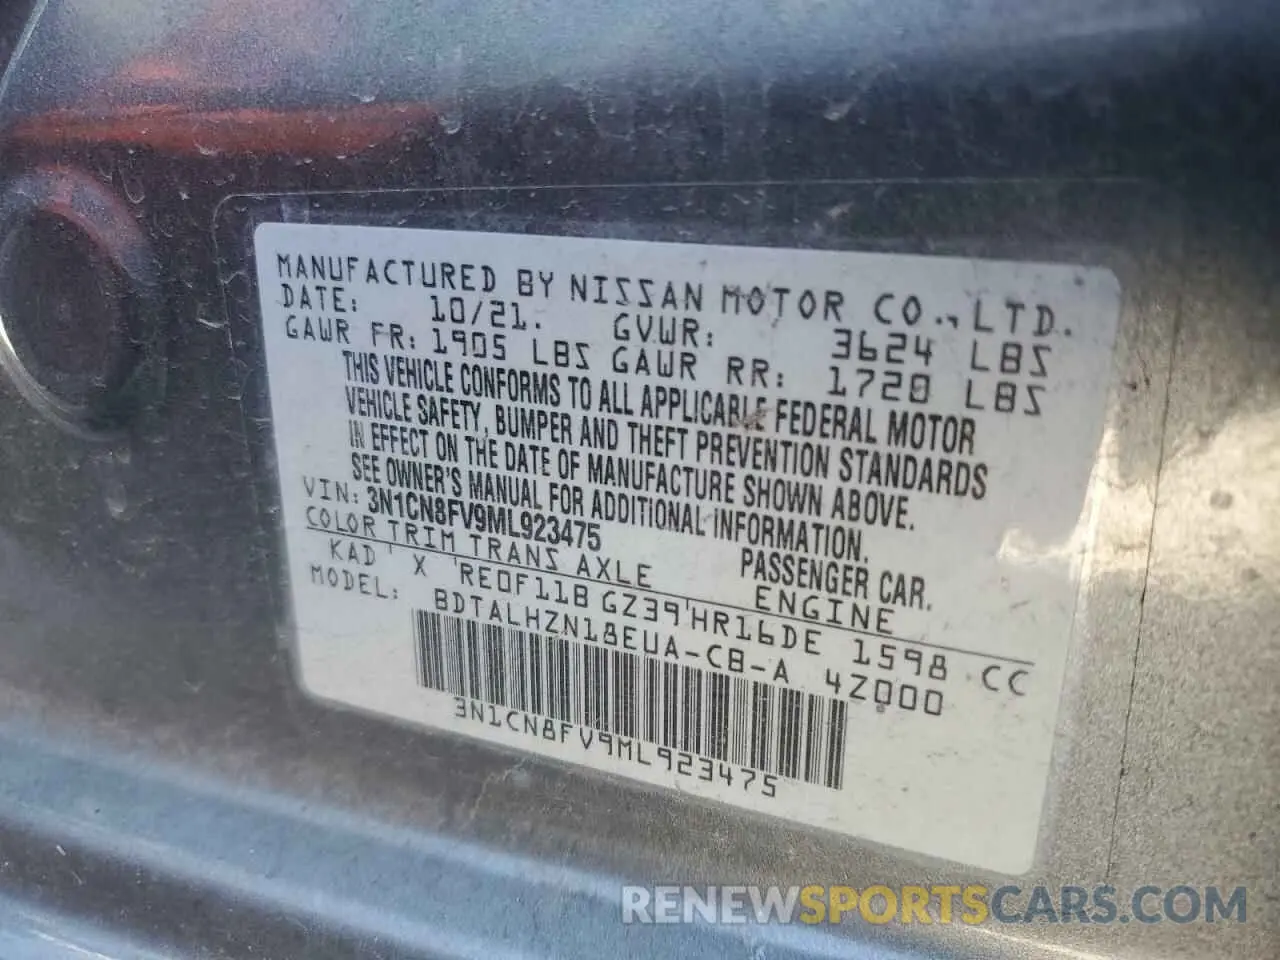 MANUFACTURED BY NISSAN MOTOR CO., LTD.
DATE: 10/21. GVWR: 3624 LBS
GAWR FR: 1905 LBS GAWR RR: 1720 LBS
THIS VEHICLE CONFORMS TO ALL APPLICABLE FEDERAL MOTOR
VEHICLE SAFETY, BUMPER AND THEFT PREVENTION STANDARDS
IN EFFECT ON THE DATE OF MANUFACTURE SHOWN ABOVE.
SEE OWNER'S MANUAL FOR ADDITIONAL INFORMATION.
VIN: 3N1CN8FV9ML923475 PASSENGER CAR.
COLOR TRIM TRANS AXLE ENGINE
KAD X RE0F11B GZ39 HR16DE 1598 CC
MODEL: BDTALHZN18EUA-CB-A 4Z000
3N1CN8FV9ML923475
RENEWSPORTSCARS.COM